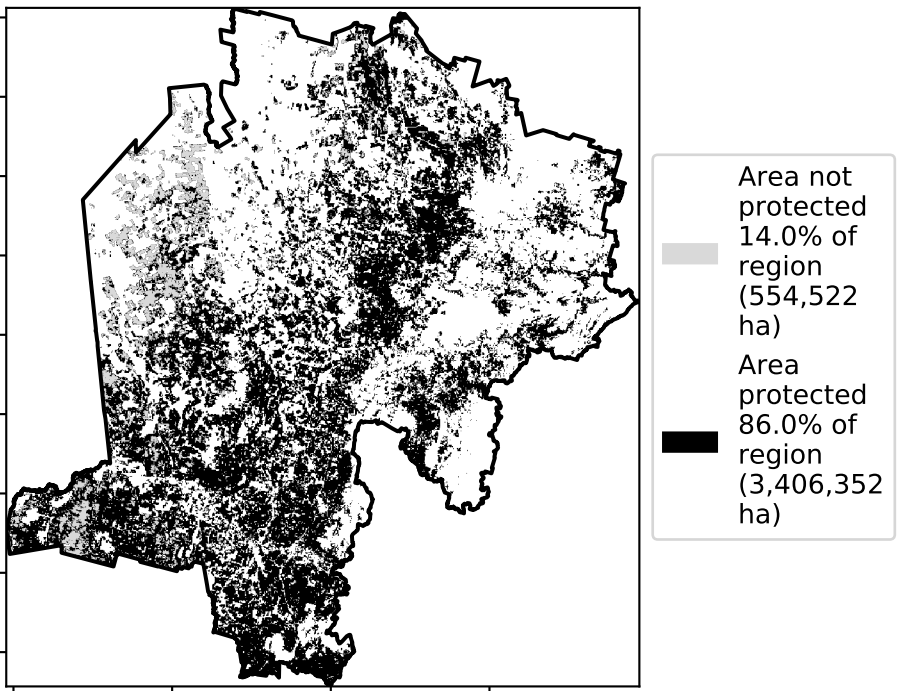 Area not
protected
14.0% of
region
(554,522
ha)
Area
protected
86.0% of
region
(3,406,352
ha)